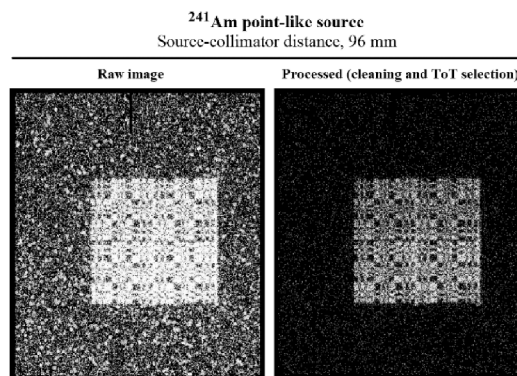 ²⁴¹Am point-like source
Source-collimator distance, 96 mm
Raw image
Processed (cleaning and ToT selection)